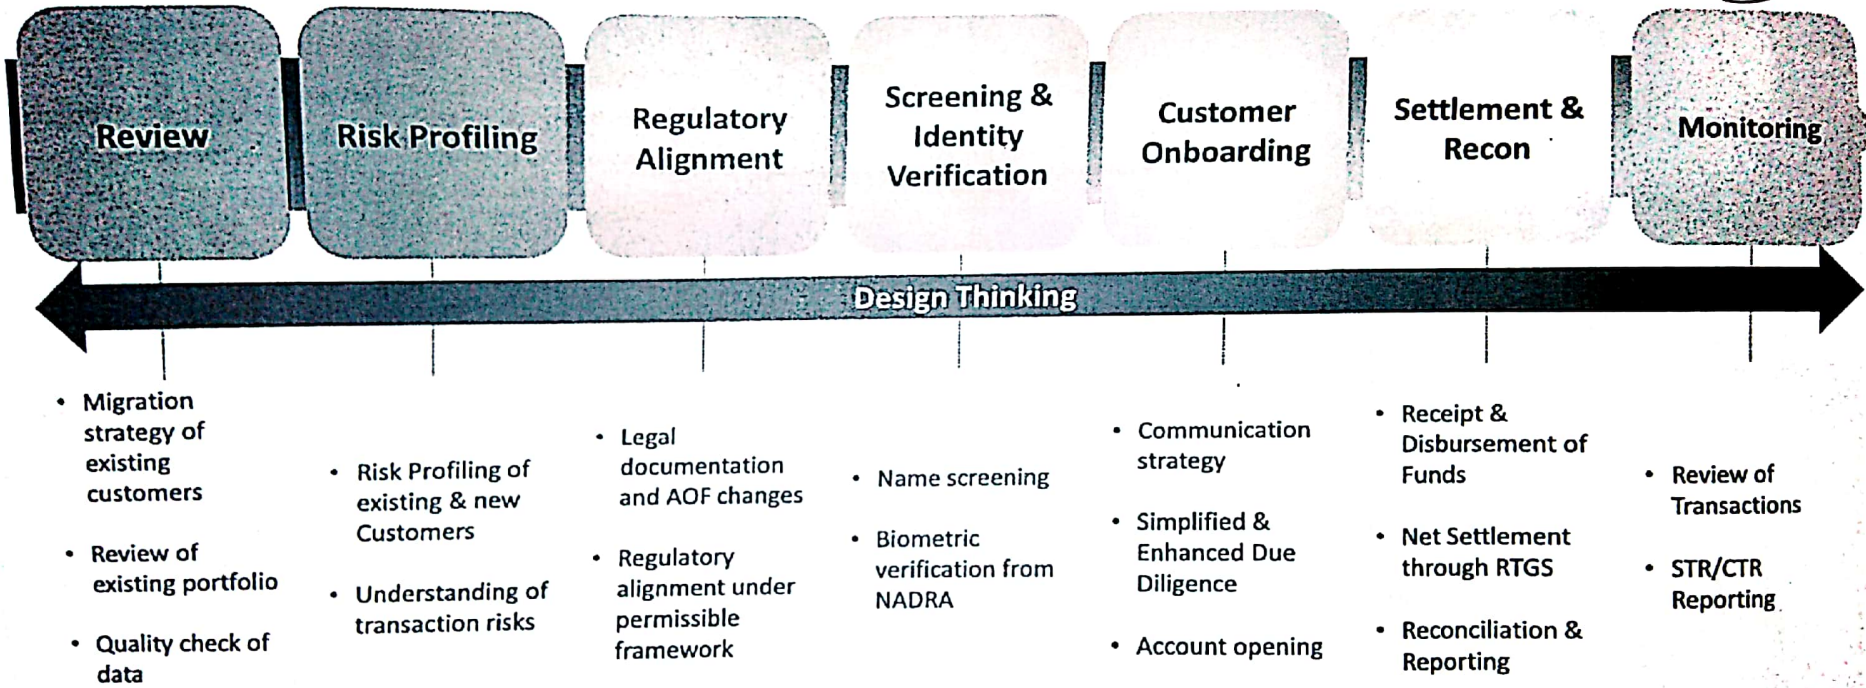 Review
Risk Profiling
Regulatory
Alignment
Screening &
Identity
Verification
Customer
Onboarding
Settlement &
Recon
Monitoring
Design Thinking
• Migration
strategy of
existing
customers
• Review of
existing portfolio
• Quality check of
data
• Risk Profiling of
existing & new
Customers
• Understanding of
transaction risks
• Legal
documentation
and AOF changes
• Regulatory
alignment under
permissible
framework
• Name screening
• Biometric
verification from
NADRA
• Communication
strategy
• Simplified &
Enhanced Due
Diligence
• Account opening
• Receipt &
Disbursement of
Funds
• Net Settlement
through RTGS
• Reconciliation &
Reporting
• Review of
Transactions
• STR/CTR
Reporting